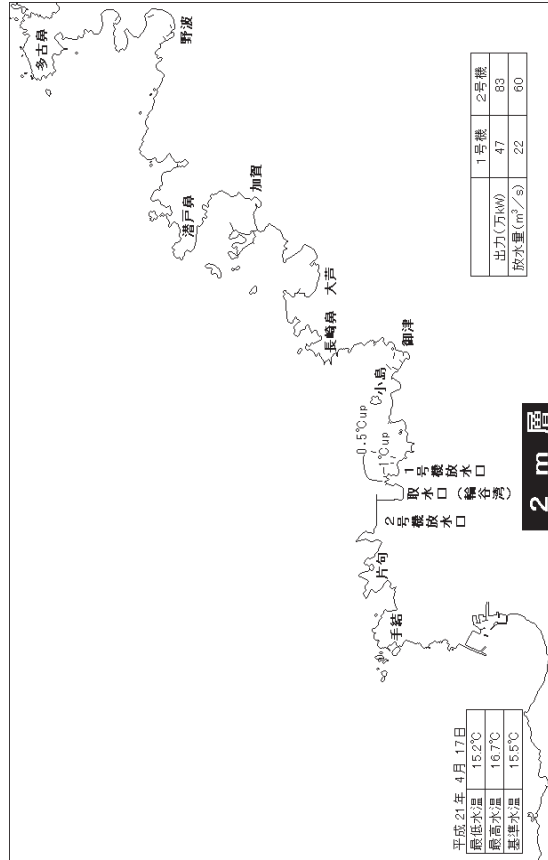 多古鼻
野波
潜戸鼻
加賀
大芦
長崎鼻
御津
小島
0.5℃up
1℃up
1号機放水口
取水口(輪谷湾)
2号機放水口
片句
手結
1号機 2号機
出力(万kW) 47 83
放水量(m³/s) 22 60
2m層
平成21年 4月 17日
最低水温 15.2℃
最高水温 16.7℃
基準水温 15.5℃